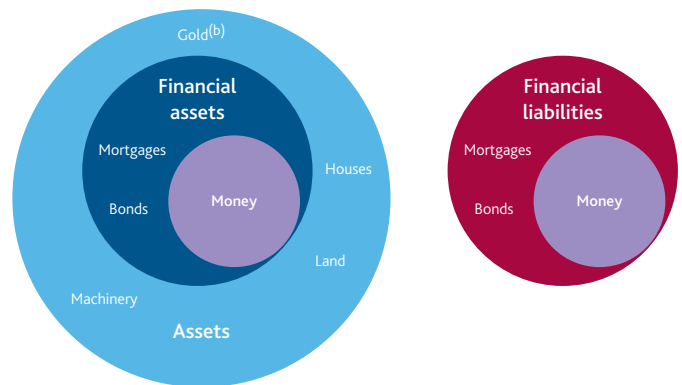 Gold(b)
Financial
assets
Mortgages
Houses
Bonds
Money
Land
Machinery
Assets
Financial
liabilities
Mortgages
Bonds
Money